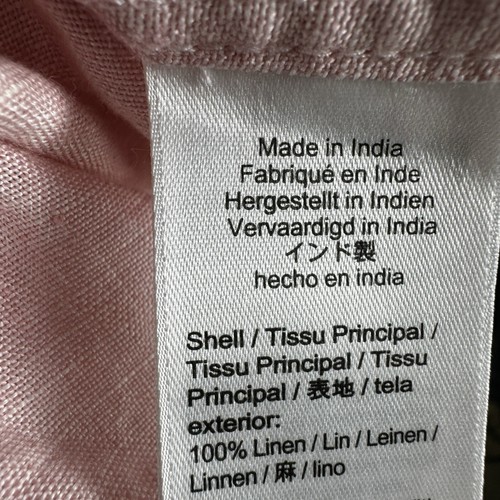 Made in India
Fabriqué en Inde
Hergestellt in Indien
Vervaardigd in India
インド製
hecho en india
Shell / Tissu Principal /
Tissu Principal / Tissu
Principal / 表地 / tela
exterior:
100% Linen / Lin / Leinen /
Linnen / 麻 / lino